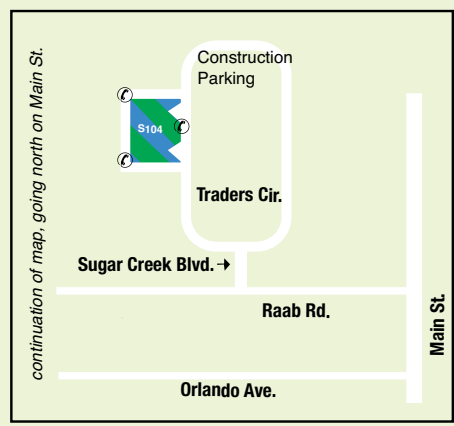 continuation of map, going north on Main St.
Construction
Parking
S104
Traders Cir.
Sugar Creek Blvd.
Raab Rd.
Main St.
Orlando Ave.